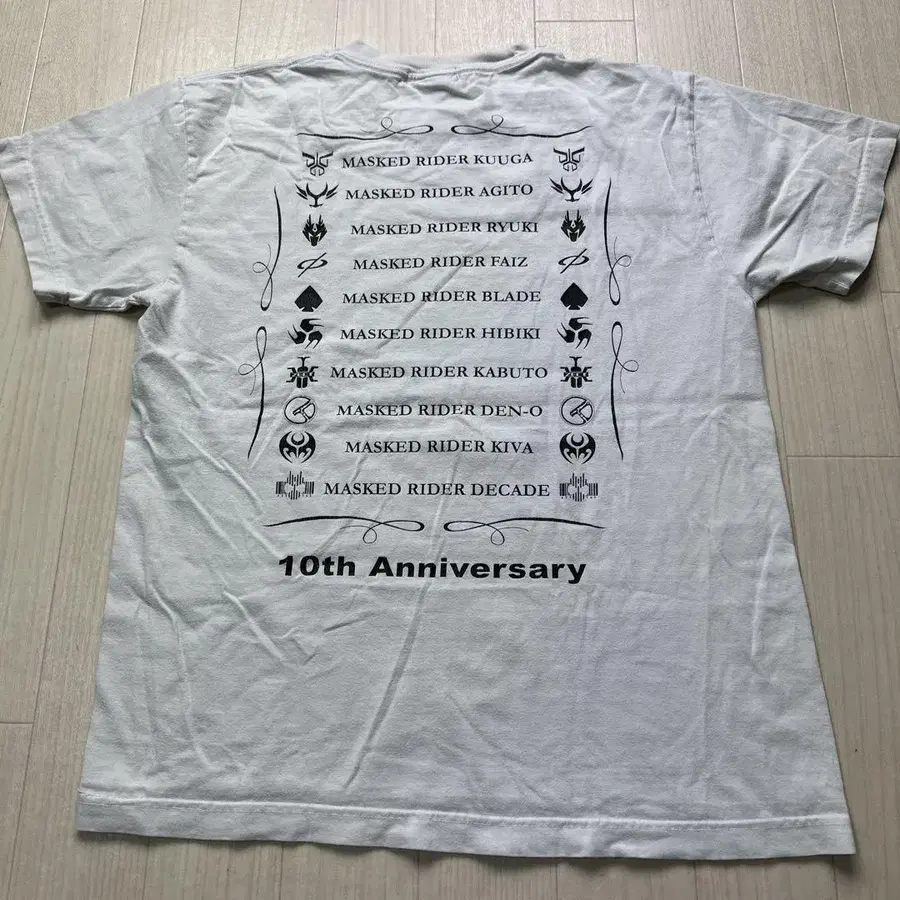 MASKED RIDER KUUGA
MASKED RIDER AGITO
MASKED RIDER RYUKI
MASKED RIDER FAIZ
MASKED RIDER BLADE
MASKED RIDER HIBIKI
MASKED RIDER KABUTO
MASKED RIDER DEN-O
MASKED RIDER KIVA
MASKED RIDER DECADE
10th Anniversary